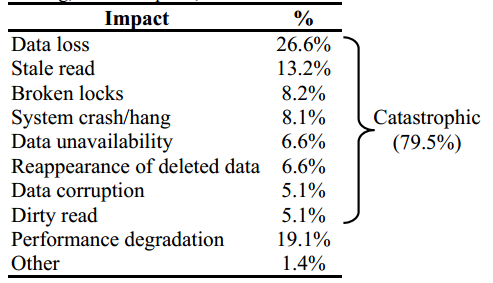 Impact %
Data loss 26.6%
Stale read 13.2%
Broken locks 8.2%
System crash/hang 8.1%
Data unavailability 6.6%
Reappearance of deleted data 6.6%
Data corruption 5.1%
Dirty read 5.1%
Performance degradation 19.1%
Other 1.4%
Catastrophic
(79.5%)